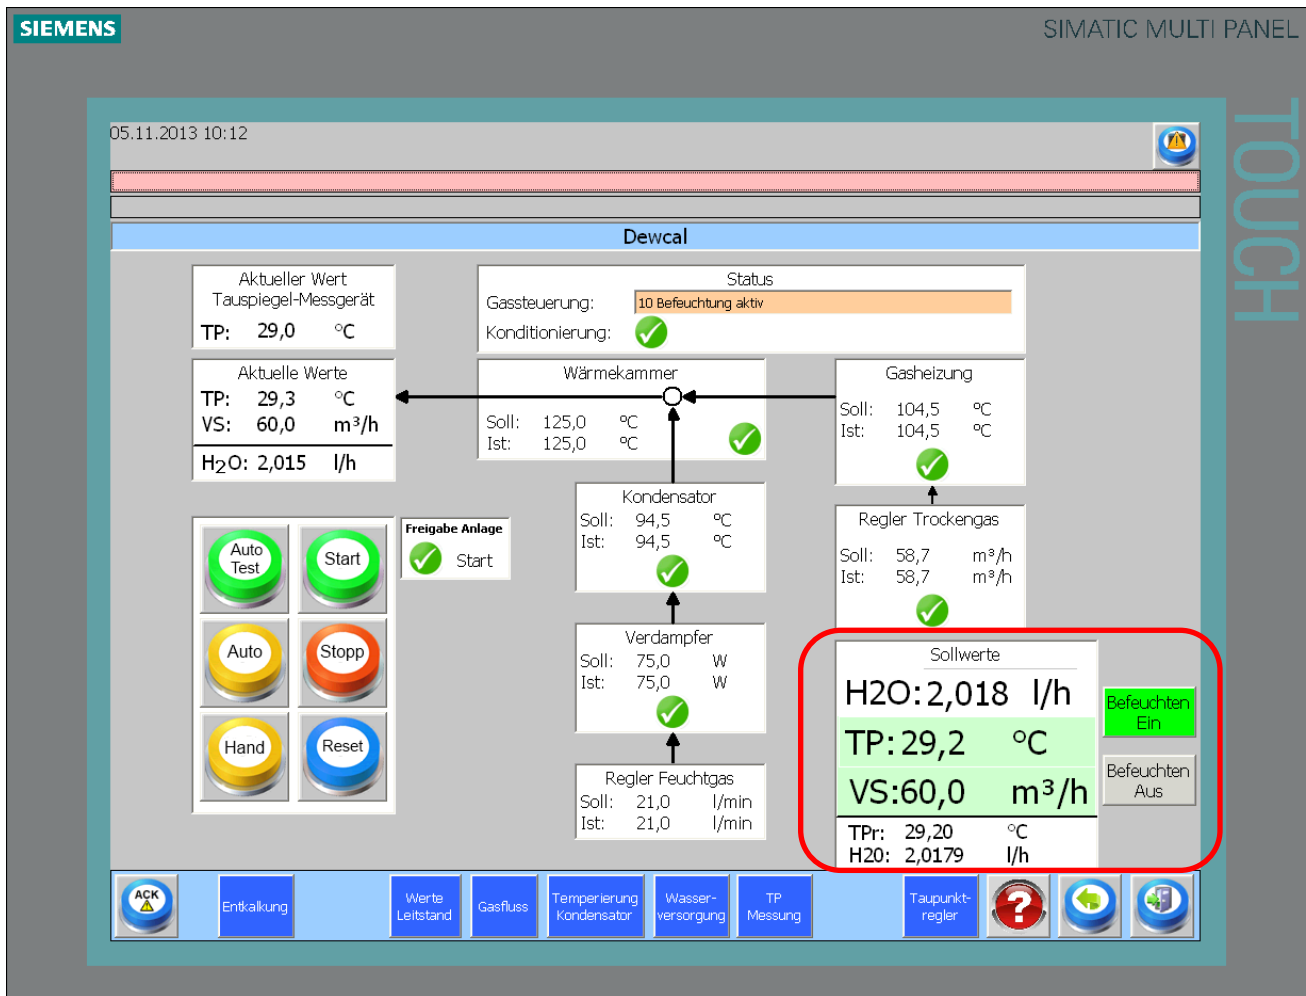 SIEMENS
SIMATIC MULTI PANEL
TOUCH
05.11.2013 10:12
Dewcal
Aktueller Wert
Tauspiegel-Messgerät
TP: 29,0 °C
Status
Gassteuerung: 10 Befeuchtung aktiv
Konditionierung:
Aktuelle Werte
TP: 29,3 °C
VS: 60,0 m³/h
H2O: 2,015 l/h
Wärmekammer
Soll: 125,0 ºC
Ist: 125,0 ºC
Gasheizung
Soll: 104,5 ºC
Ist: 104,5 ºC
Kondensator
Soll: 94,5 ºC
Ist: 94,5 ºC
Regler Trockengas
Soll: 58,7 m³/h
Ist: 58,7 m³/h
Auto
Test
Start
Freigabe Anlage
Start
Auto
Stopp
Hand
Reset
Verdampfer
Soll: 75,0 W
Ist: 75,0 W
Regler Feuchtgas
Soll: 21,0 l/min
Ist: 21,0 l/min
Sollwerte
H2O: 2,018 l/h
TP: 29,2 °C
VS: 60,0 m³/h
TPr: 29,20 °C
H20: 2,0179 l/h
Befeuchten
Ein
Befeuchten
Aus
ACK
Entkalkung
Werte
Leitstand
Gasfluss
Temperierung
Kondensator
Wasser-
versorgung
TP
Messung
Taupunkt-
regler
?